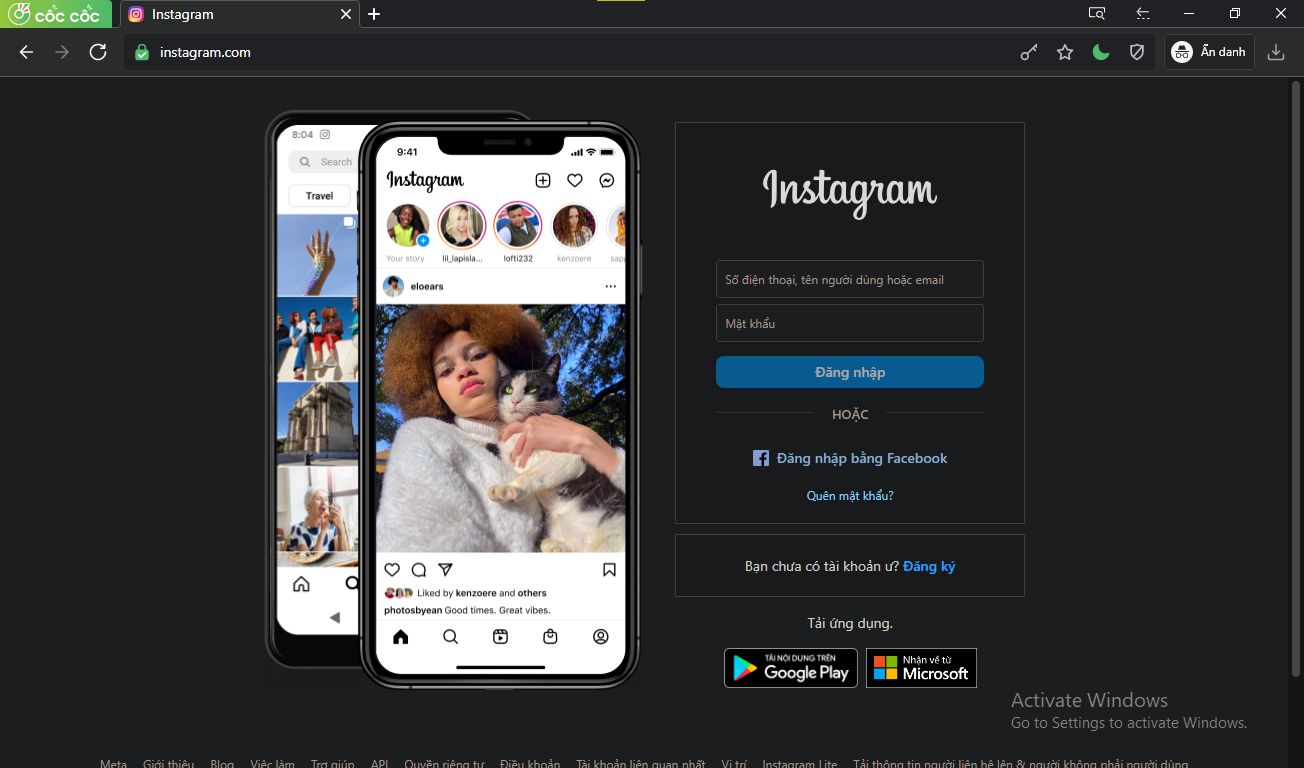 cốc cốc
Instagram
instagram.com
Ẩn danh
8:04
Search
Travel
9:41
Instagram
Your story
lil_lapisla...
lofti232
kenzoere
sapp
eloears
Liked by kenzoere and others
photosbyean Good times. Great vibes.
Instagram
Số điện thoại, tên người dùng hoặc email
Mật khẩu
Đăng nhập
HOẶC
Đăng nhập bằng Facebook
Quên mật khẩu?
Bạn chưa có tài khoản ư? Đăng ký
Tải ứng dụng.
TẢI NỘI DUNG TRÊN
Google Play
Nhận về từ
Microsoft
Activate Windows
Go to Settings to activate Windows.
Meta Giới thiệu Blog Việc làm Trợ giúp API Quyền riêng tư Điều khoản Tài khoản liên quan nhất Vị trí Instagram Lite Tải thông tin người liên hệ lên & người không phải người dùng